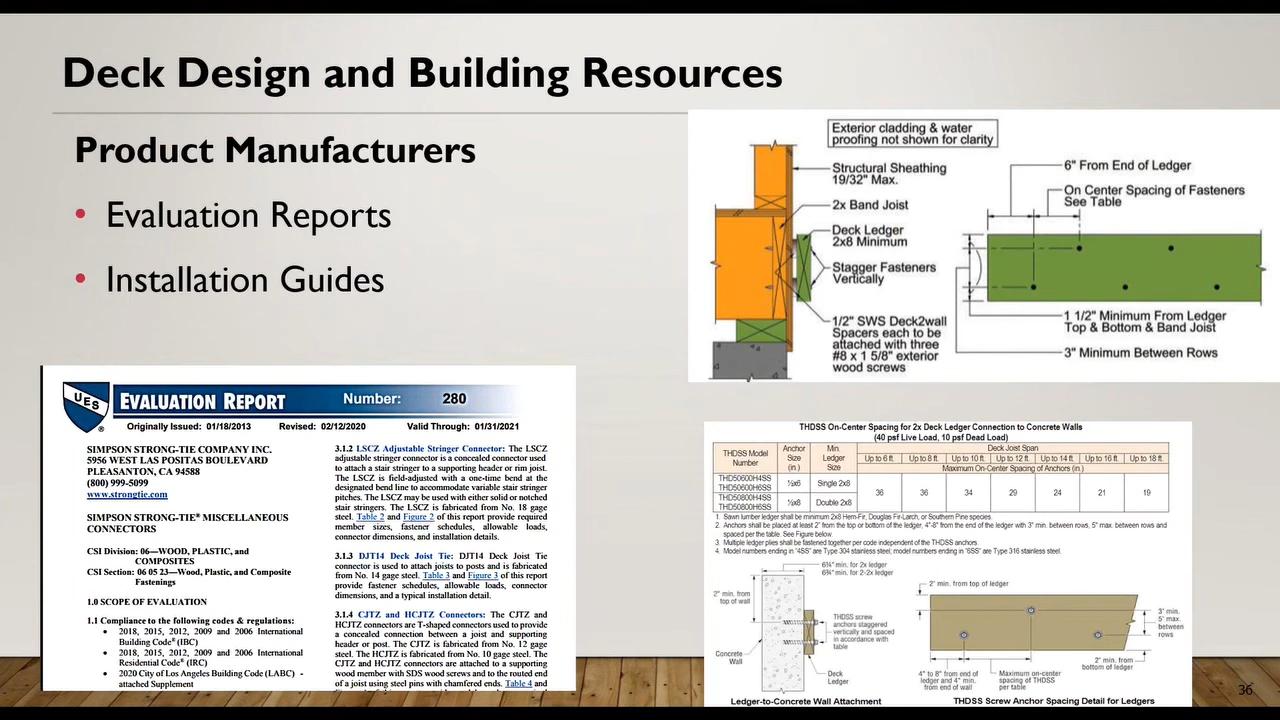 Deck Design and Building Resources
Product Manufacturers
• Evaluation Reports
• Installation Guides
Exterior cladding & water
proofing not shown for clarity
Structural Sheathing
19/32" Max.
2x Band Joist
Deck Ledger
2x8 Minimum
Stagger Fasteners
Vertically
1/2" SWS Deck2wall
Spacers each to be
attached with three
#8 x 1 5/8" exterior
wood screws
6" From End of Ledger
On Center Spacing of Fasteners
See Table
1 1/2" Minimum From Ledger
Top & Bottom & Band Joist
3" Minimum Between Rows
UES
EVALUATION REPORT Number: 280
Originally Issued: 01/18/2013 Revised: 02/12/2020 Valid Through: 01/31/2021
SIMPSON STRONG-TIE COMPANY INC.
5956 WEST LAS POSITAS BOULEVARD
PLEASANTON, CA 94588
(800) 999-5099
www.strongtie.com
SIMPSON STRONG-TIE® MISCELLANEOUS
CONNECTORS
CSI Division: 06—WOOD, PLASTIC, and
COMPOSITES
CSI Section: 06 05 23—Wood, Plastic, and Composite
Fastenings
1.0 SCOPE OF EVALUATION
1.1 Compliance to the following codes & regulations:
• 2018, 2015, 2012, 2009 and 2006 International
Building Code® (IBC)
• 2018, 2015, 2012, 2009 and 2006 International
Residential Code® (IRC)
• 2020 City of Los Angeles Building Code (LABC) -
attached Supplement
3.1.2 LSCZ Adjustable Stringer Connector: The LSCZ
adjustable stringer connector is a concealed connector used
to attach a stair stringer to a supporting header or rim joist.
The LSCZ is field-adjusted with a one-time bend at the
designated bend line to accommodate variable stair stringer
pitches. The LSCZ may be used with either solid or notched
stair stringers. The LSCZ is fabricated from No. 18 gage
steel. Table 2 and Figure 2 of this report provide required
member sizes, fastener schedules, allowable loads,
connector dimensions, and installation details.
3.1.3 DJT14 Deck Joist Tie: DJT14 Deck Joist Tie
connector is used to attach joists to posts and is fabricated
from No. 14 gage steel. Table 3 and Figure 3 of this report
provide fastener schedules, allowable loads, connector
dimensions, and a typical installation detail.
3.1.4 CJTZ and HCJTZ Connectors: The CJTZ and
HCJTZ connectors are T-shaped connectors used to provide
a concealed connection between a joist and supporting
header or post. The CJTZ is fabricated from No. 12 gage
steel. The HCJTZ is fabricated from No. 10 gage steel. The
CJTZ and HCJTZ connectors are attached to a supporting
wood member with SDS wood screws and to the routed end
of a joist using steel pins with chamfered ends. Table 4 and
THDSS On-Center Spacing for 2x Deck Ledger Connection to Concrete Walls
(40 psf Live Load, 10 psf Dead Load)
THDSS Model
Number
Anchor
Size
(in.)
Min.
Ledger
Size
Deck Joist Span
Up to 6 ft. Up to 8 ft. Up to 10 ft. Up to 12 ft. Up to 14 ft. Up to 16 ft. Up to 18 ft.
Maximum On-Center Spacing of Anchors (in.)
THD50600H4SS
THD50600H6SS
½x6 Single 2x8
THD50800H4SS
THD50800H6SS
½x8 Double 2x8
36 36 34 29 24 21 19
1. Sawn lumber ledger shall be minimum 2x8 Hem-Fir, Douglas Fir-Larch, or Southern Pine species.
2. Anchors shall be placed at least 2" from the top or bottom of the ledger, 4"-8" from the end of the ledger with 3" min. between rows, 5" max. between rows and
spaced per the table. See Figure below.
3. Multiple ledger plies shall be fastened together per code independent of the THDSS anchors.
4. Model numbers ending in "4SS" are Type 304 stainless steel; model numbers ending in "6SS" are Type 316 stainless steel.
6¼" min. for 2x ledger
6¾" min. for 2-2x ledger
2" min. from
top of wall
THDSS screw
anchors staggered
vertically and spaced
in accordance with
table
Concrete
Wall
Deck
Ledger
Ledger-to-Concrete Wall Attachment
2" min. from top of ledger
3" min.
5" max.
between
rows
2" min. from
bottom of ledger
4" to 8" from end of
ledger and 4" min.
from end of wall
Maximum on-center
spacing of THDSS
per table
THDSS Screw Anchor Spacing Detail for Ledgers
36